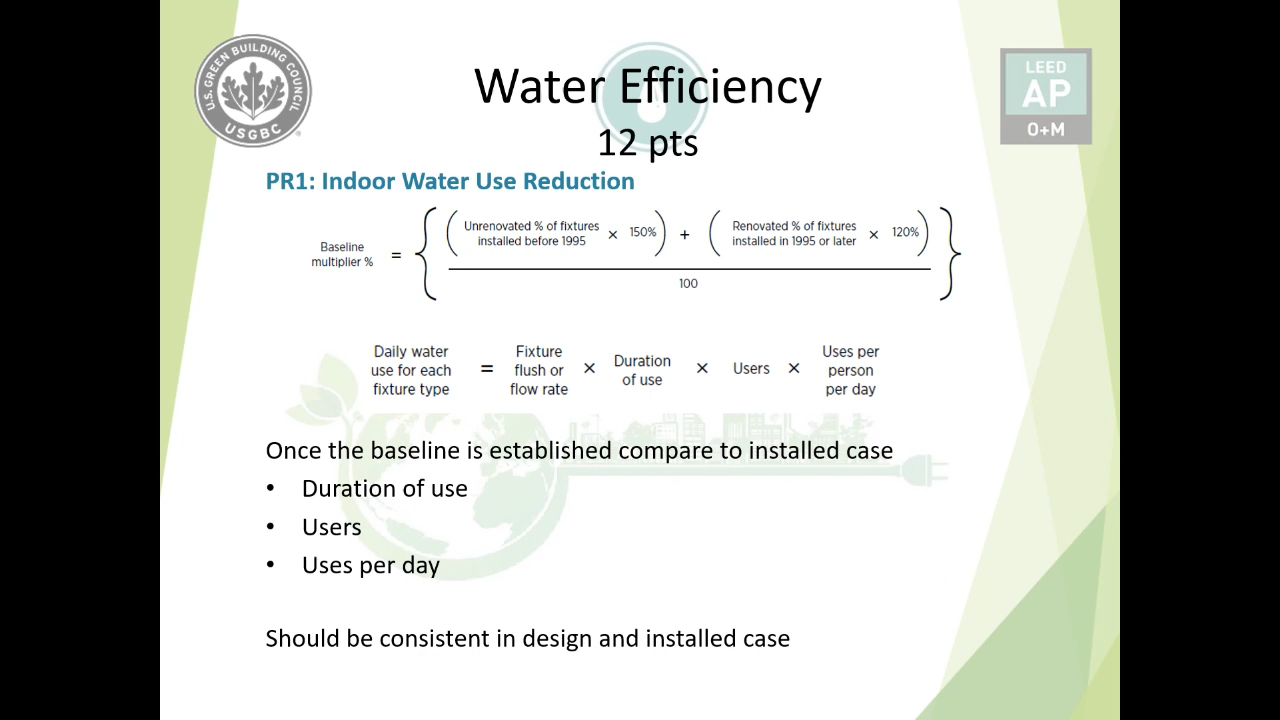 U.S. GREEN BUILDING COUNCIL
USGBC
LEED
AP
O+M
Water Efficiency
12 pts
PR1: Indoor Water Use Reduction
Baseline
multiplier %
=
Unrenovated % of fixtures
installed before 1995
× 150%
+
Renovated % of fixtures
installed in 1995 or later
× 120%
100
Daily water
use for each
fixture type
=
Fixture
flush or
flow rate
×
Duration
of use
×
Users
×
Uses per
person
per day
Once the baseline is established compare to installed case
• Duration of use
• Users
• Uses per day
Should be consistent in design and installed case